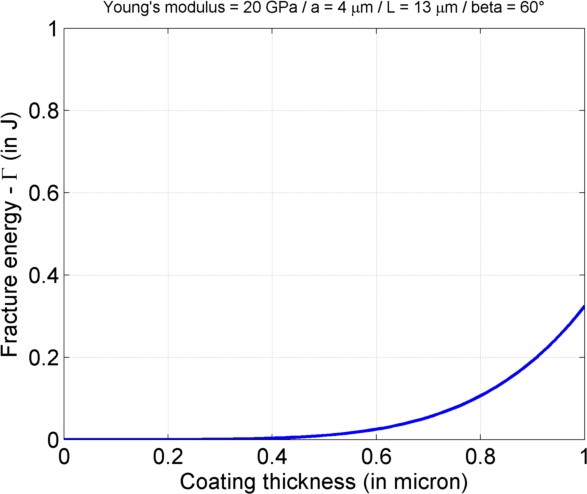 Young's modulus = 20 GPa / a = 4 μm / L = 13 μm / beta = 60°
1
0.8
0.6
0.4
0.2
0
Fracture energy - Γ (in J)
0 0.2 0.4 0.6 0.8 1
Coating thickness (in micron)